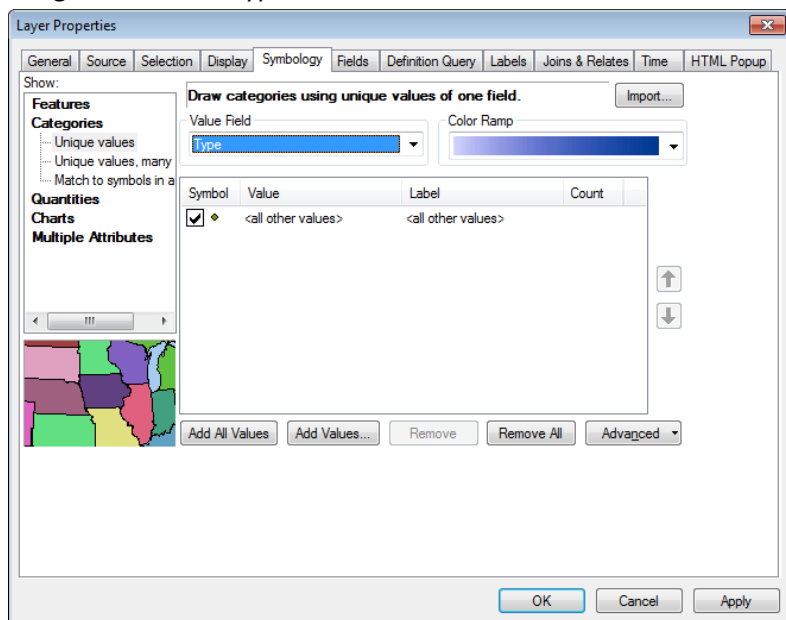 Layer Properties
General Source Selection Display Symbology Fields Definition Query Labels Joins & Relates Time HTML Popup
Show:
Features
Categories
Unique values
Unique values, many
Match to symbols in a
Quantities
Charts
Multiple Attributes
Draw categories using unique values of one field.
Import...
Value Field
Type
Color Ramp
Symbol Value Label Count
<all other values> <all other values>
Add All Values Add Values... Remove Remove All Advanced
OK Cancel Apply